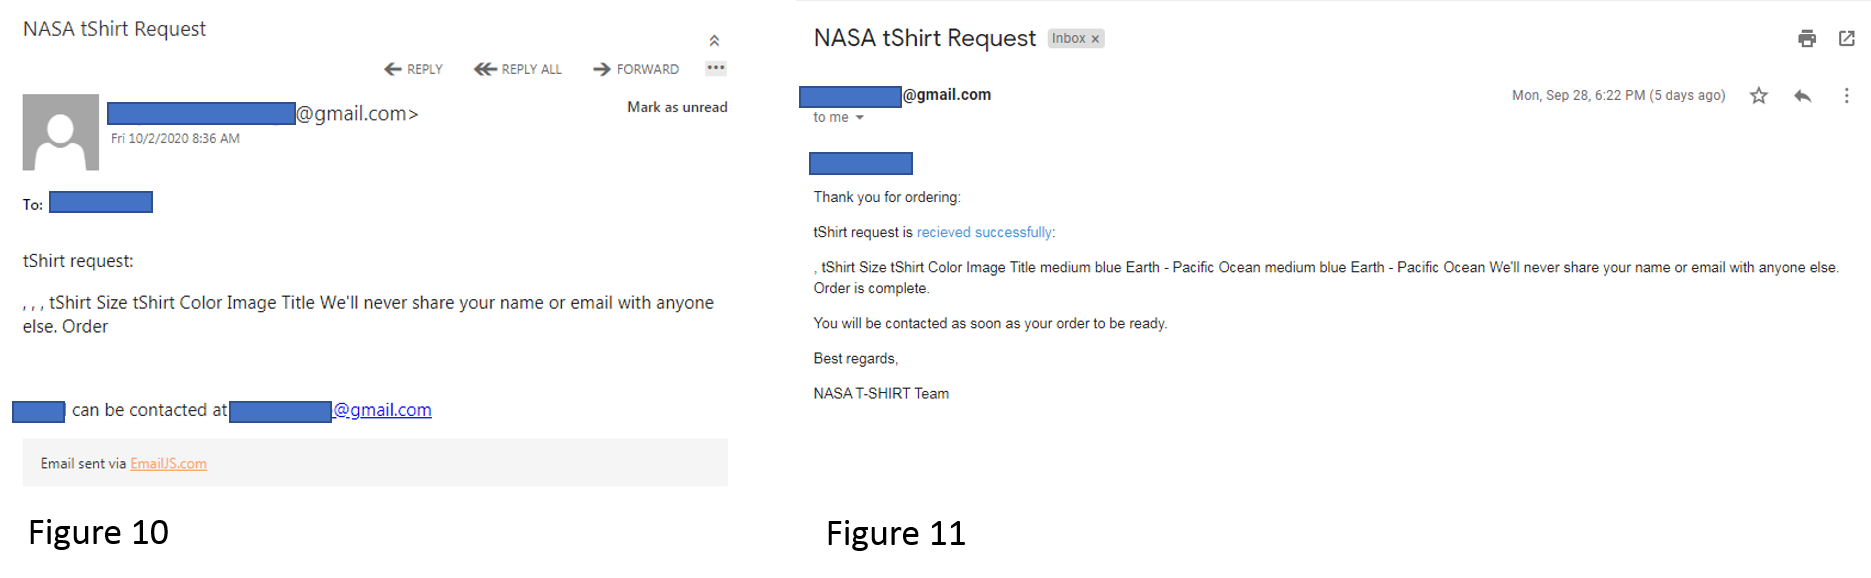 NASA tShirt Request
REPLY REPLY ALL FORWARD
@gmail.com>
Mark as unread
Fri 10/2/2020 8:36 AM
To:
tShirt request:
, , , tShirt Size tShirt Color Image Title We'll never share your name or email with anyone
else. Order
can be contacted at @gmail.com
Email sent via EmailJS.com
Figure 10
NASA tShirt Request Inbox x
@gmail.com
Mon, Sep 28, 6:22 PM (5 days ago)
to me
Thank you for ordering:
tShirt request is recieved successfully:
, tShirt Size tShirt Color Image Title medium blue Earth - Pacific Ocean medium blue Earth - Pacific Ocean We'll never share your name or email with anyone else.
Order is complete.
You will be contacted as soon as your order to be ready.
Best regards,
NASA T-SHIRT Team
Figure 11